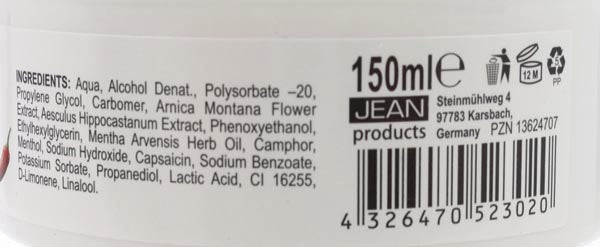 INGREDIENTS: Aqua, Alcohol Denat., Polysorbate –20,
Propylene Glycol, Carbomer, Arnica Montana Flower
Extract, Aesculus Hippocastanum Extract, Phenoxyethanol,
Ethylhexylglycerin, Mentha Arvensis Herb Oil, Camphor,
Menthol, Sodium Hydroxide, Capsaicin, Sodium Benzoate,
Potassium Sorbate, Propanediol, Lactic Acid, CI 16255,
D-Limonene, Linalool.
150ml℮
12 M
5
PP
JEAN
products
Steinmühlweg 4
97783 Karsbach,
Germany PZN 13624707
4 326470 523020